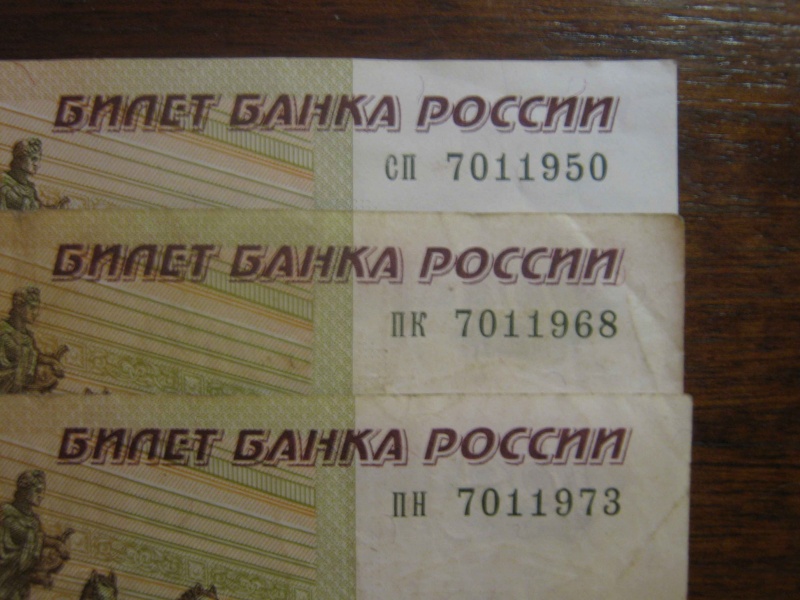 БИЛЕТ БАНКА РОССИИ
сп 7011950
БИЛЕТ БАНКА РОССИИ
пк 7011968
БИЛЕТ БАНКА РОССИИ
пн 7011973